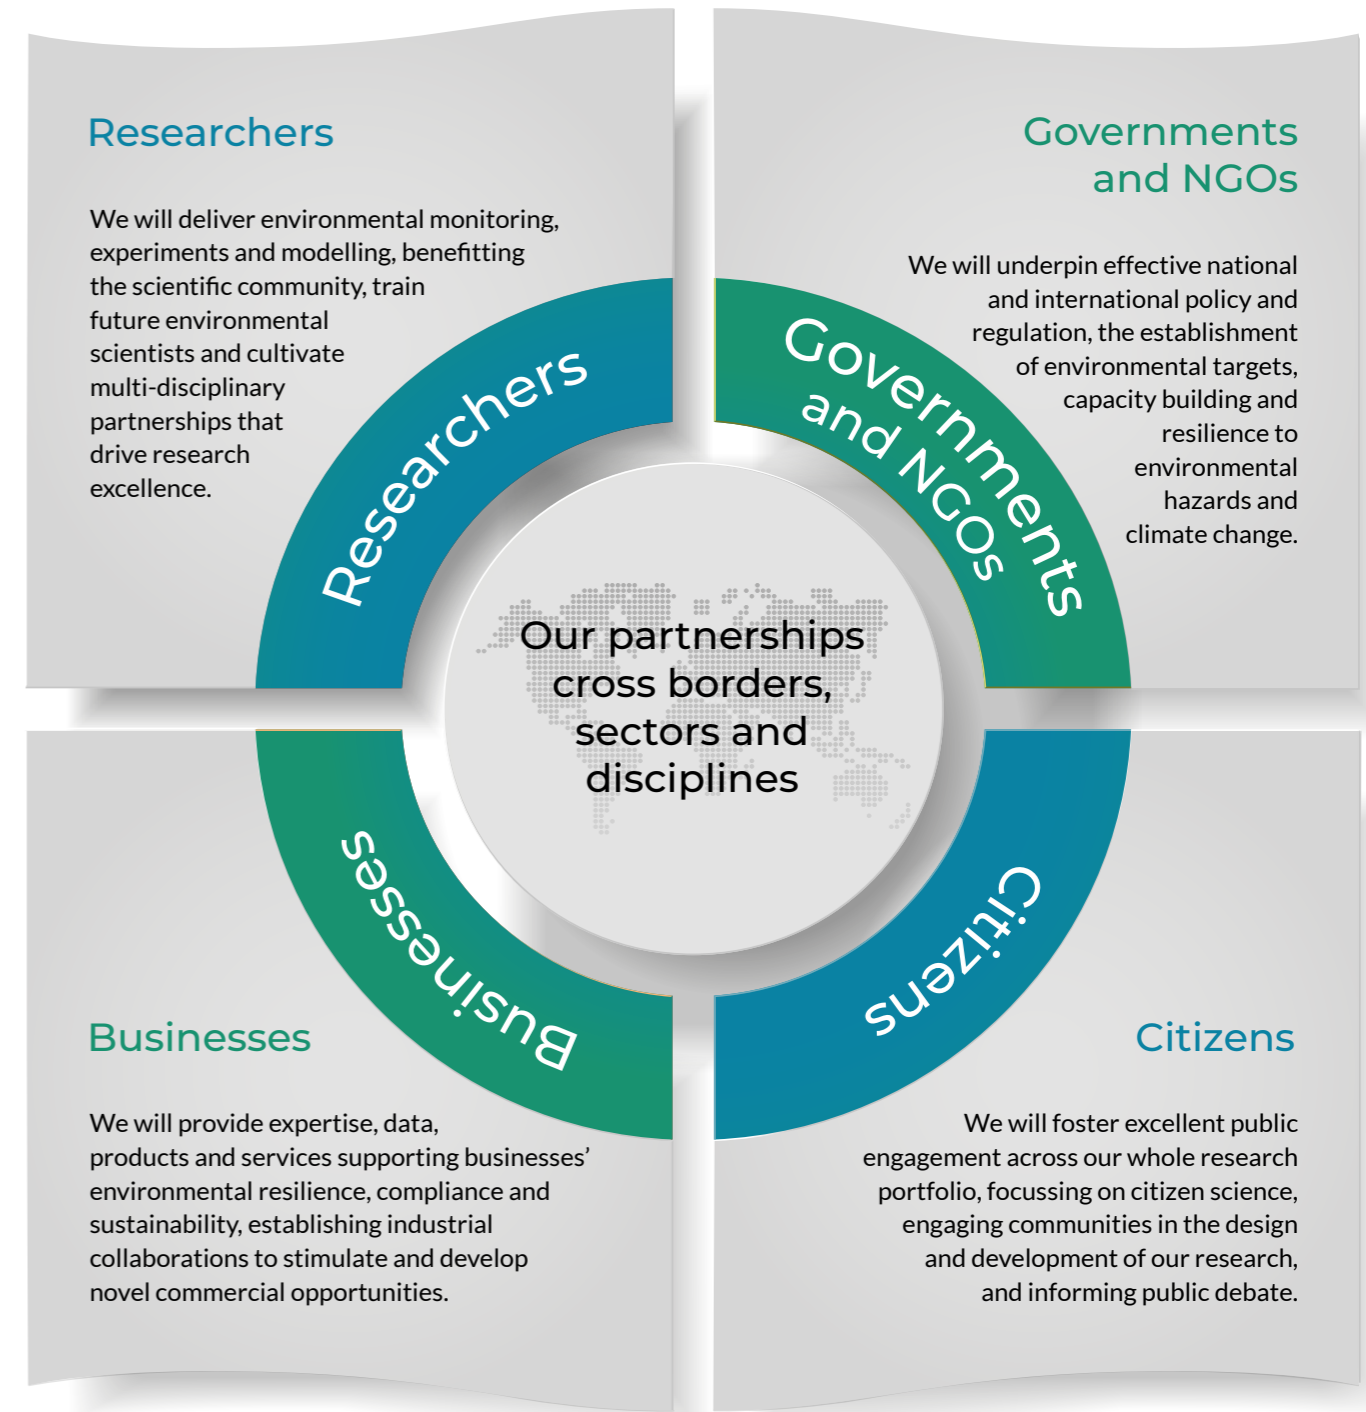 Researchers
We will deliver environmental monitoring,
experiments and modelling, benefitting
the scientific community, train
future environmental
scientists and cultivate
multi-disciplinary
partnerships that
drive research
excellence.
Researchers
Governments
and NGOs
We will underpin effective national
and international policy and
regulation, the establishment
of environmental targets,
capacity building and
resilience to
environmental
hazards and
climate change.
Governments
and NGOs
Our partnerships
cross borders,
sectors and
disciplines
Businesses
Businesses
We will provide expertise, data,
products and services supporting businesses’
environmental resilience, compliance and
sustainability, establishing industrial
collaborations to stimulate and develop
novel commercial opportunities.
Citizens
Citizens
We will foster excellent public
engagement across our whole research
portfolio, focussing on citizen science,
engaging communities in the design
and development of our research,
and informing public debate.